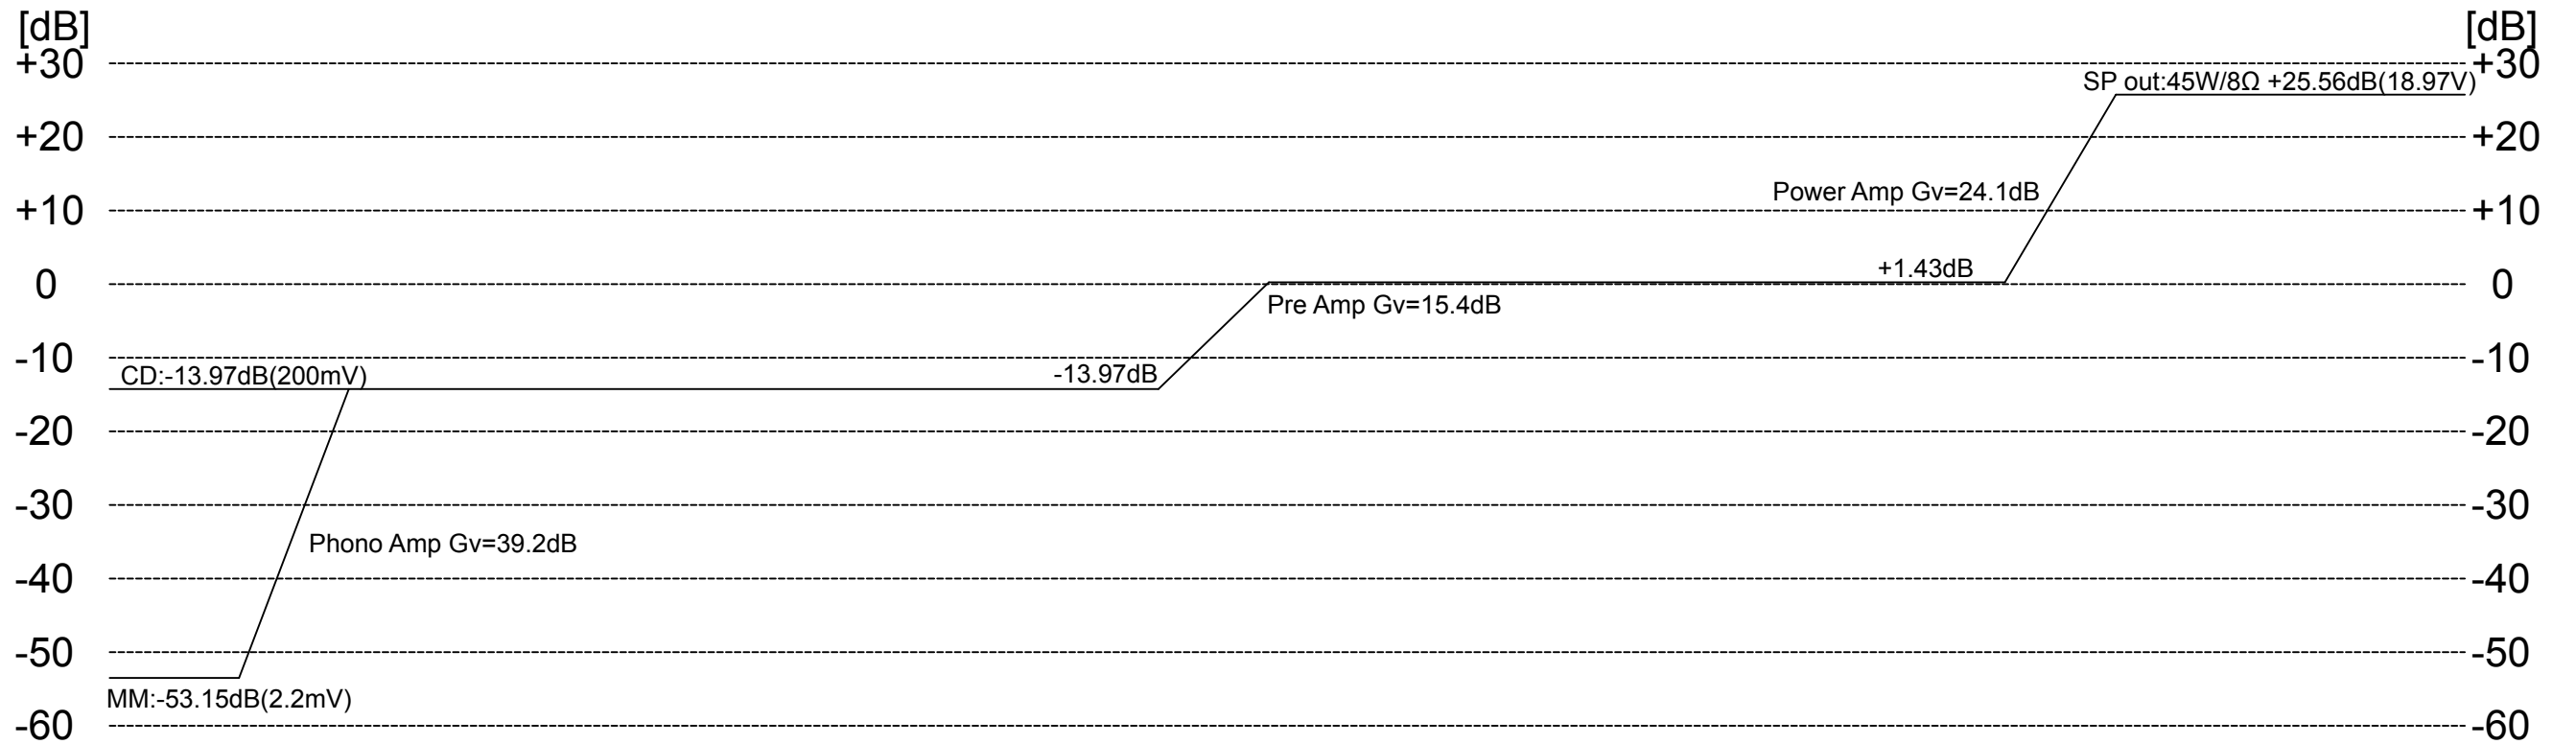 [dB] [dB]
+30 +30
SP out:45W/8Ω +25.56dB(18.97V)
+20 +20
Power Amp Gv=24.1dB
+10 +10
+1.43dB
0 0
Pre Amp Gv=15.4dB
-10 -10
CD:-13.97dB(200mV) -13.97dB
-20 -20
-30 -30
Phono Amp Gv=39.2dB
-40 -40
-50 -50
MM:-53.15dB(2.2mV)
-60 -60